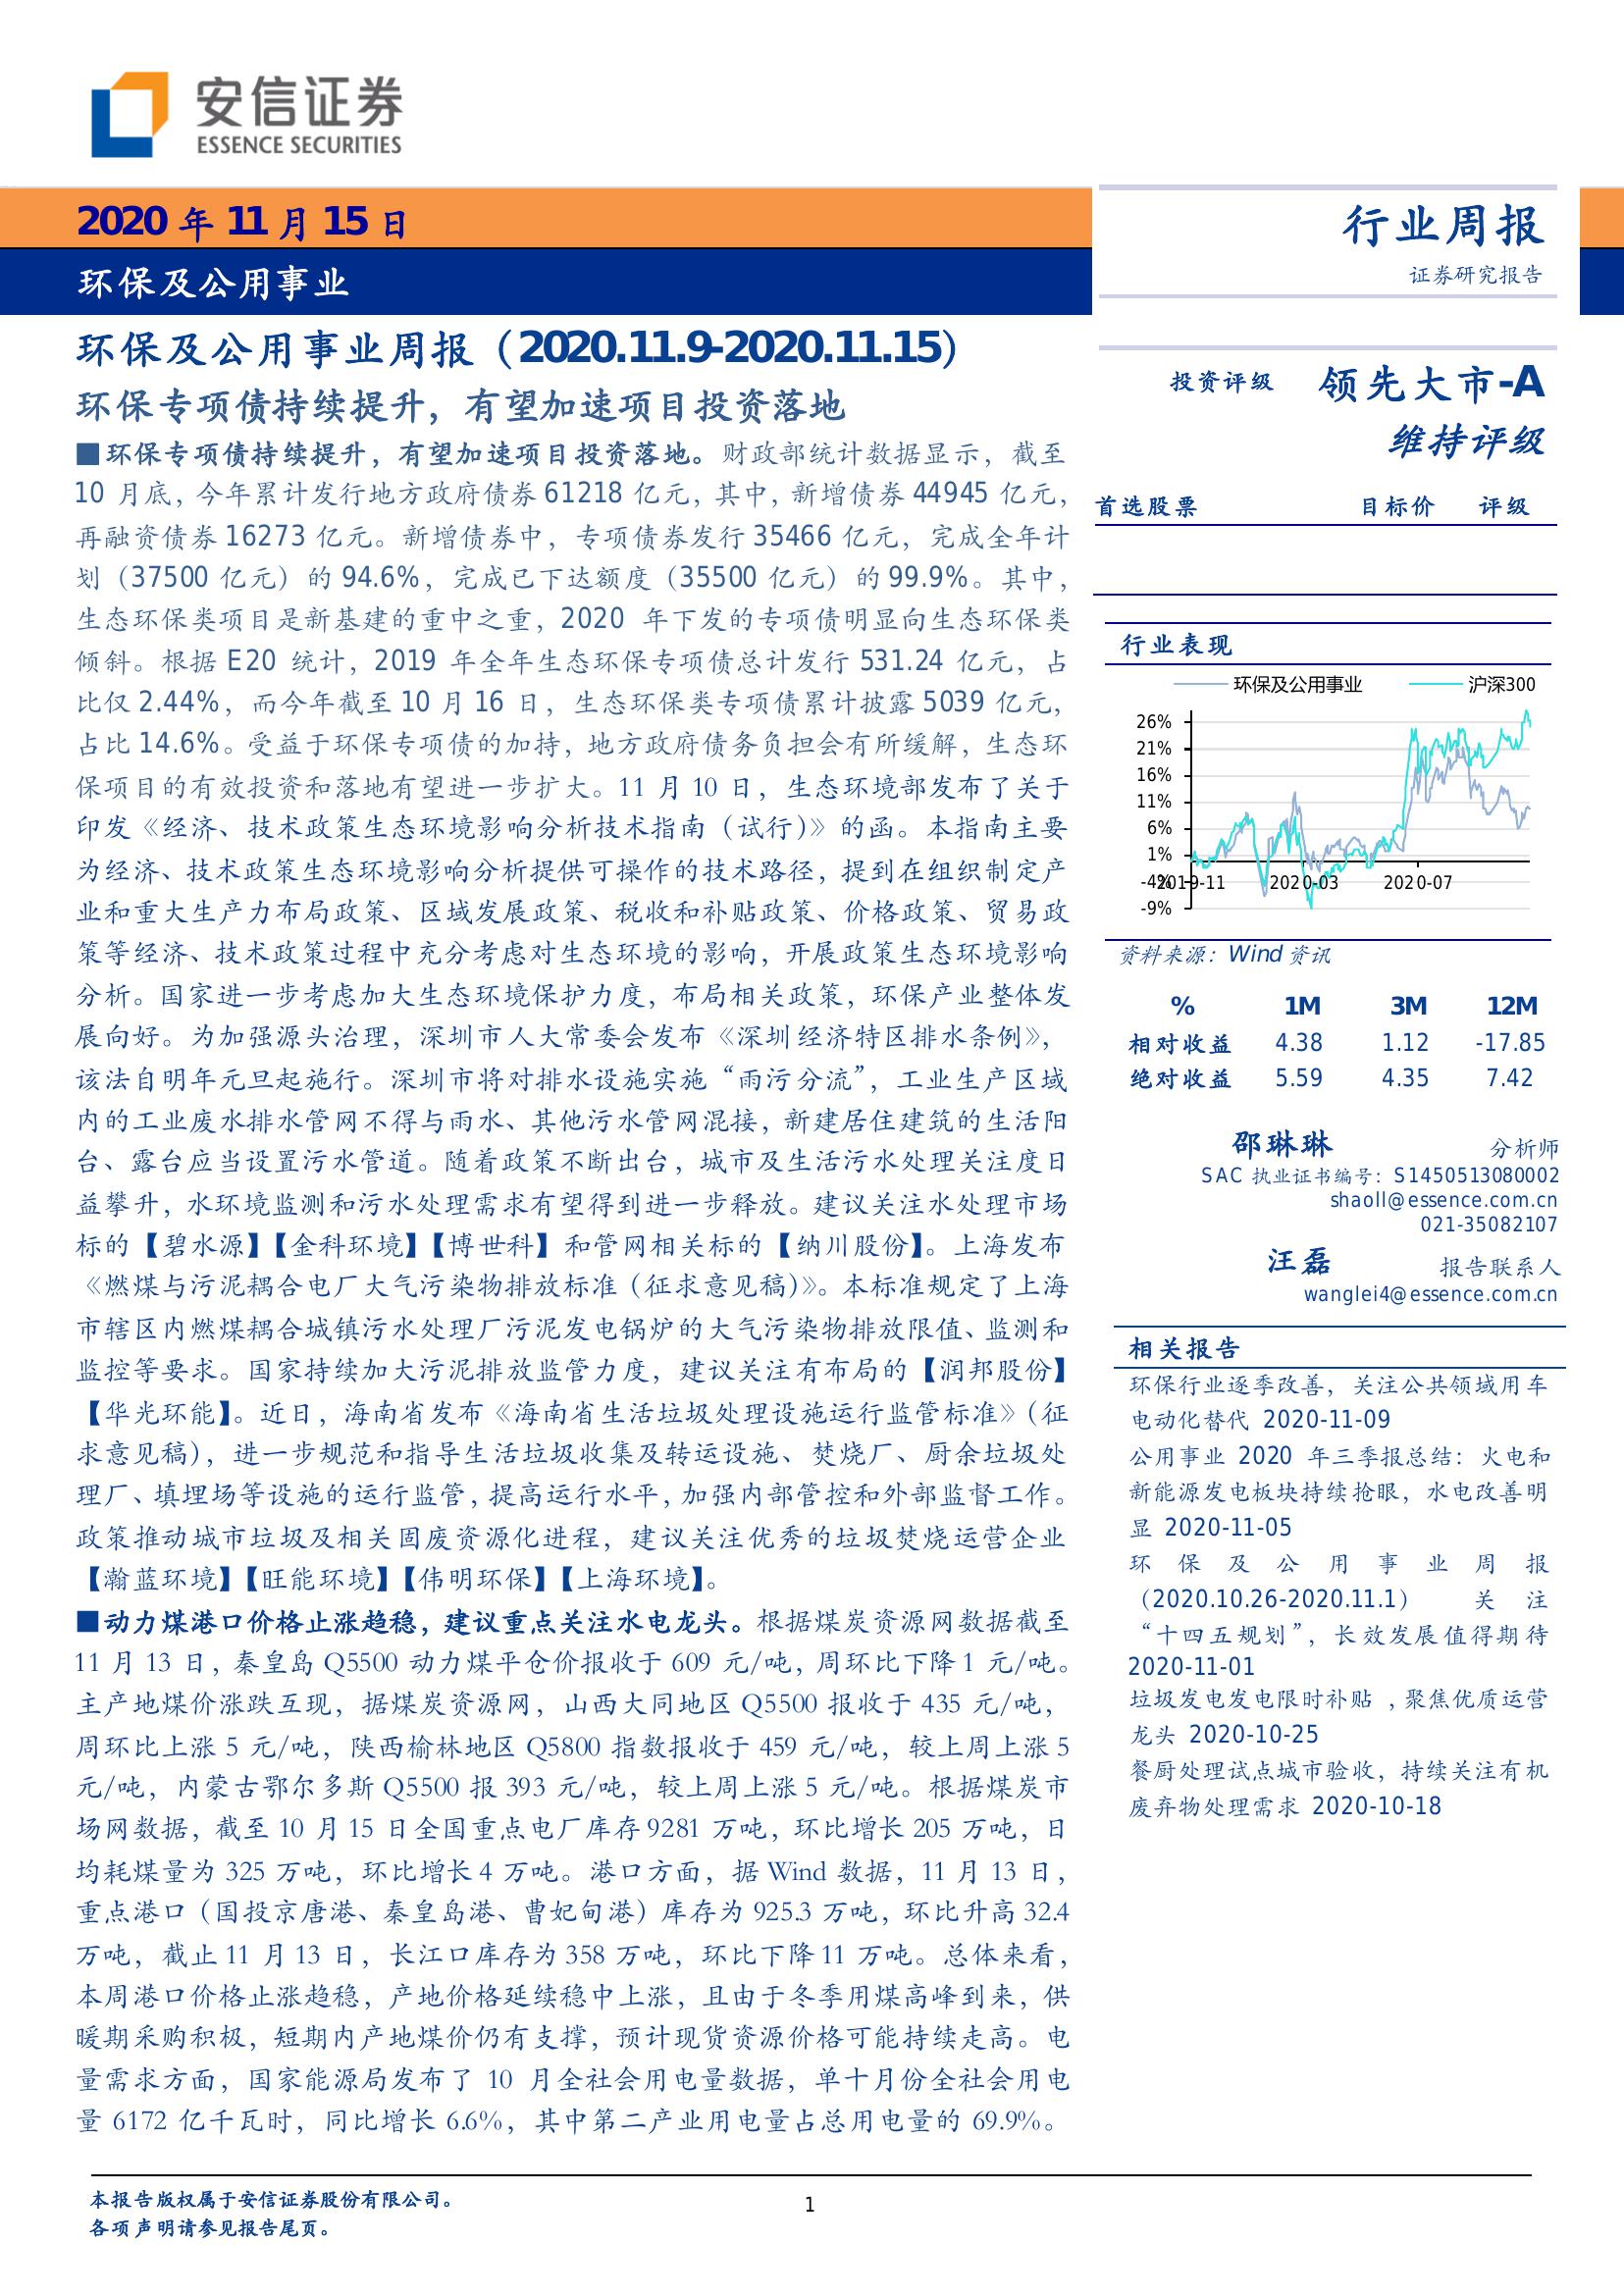 安信证券
ESSENCE SECURITIES
2020 年 11 月 15 日
环保及公用事业
环保及公用事业周报（2020.11.9-2020.11.15）
环保专项债持续提升，有望加速项目投资落地
■环保专项债持续提升，有望加速项目投资落地。财政部统计数据显示，截至
10 月底，今年累计发行地方政府债券 61218 亿元，其中，新增债券 44945 亿元，
再融资债券 16273 亿元。新增债券中，专项债券发行 35466 亿元，完成全年计
划（37500 亿元）的 94.6%，完成已下达额度（35500 亿元）的 99.9%。其中，
生态环保类项目是新基建的重中之重，2020 年下发的专项债明显向生态环保类
倾斜。根据 E20 统计，2019 年全年生态环保专项债总计发行 531.24 亿元，占
比仅 2.44%，而今年截至 10 月 16 日，生态环保类专项债累计披露 5039 亿元，
占比 14.6%。受益于环保专项债的加持，地方政府债务负担会有所缓解，生态环
保项目的有效投资和落地有望进一步扩大。11 月 10 日，生态环境部发布了关于
印发《经济、技术政策生态环境影响分析技术指南（试行）》的函。本指南主要
为经济、技术政策生态环境影响分析提供可操作的技术路径，提到在组织制定产
业和重大生产力布局政策、区域发展政策、税收和补贴政策、价格政策、贸易政
策等经济、技术政策过程中充分考虑对生态环境的影响，开展政策生态环境影响
分析。国家进一步考虑加大生态环境保护力度，布局相关政策，环保产业整体发
展向好。为加强源头治理，深圳市人大常委会发布《深圳经济特区排水条例》，
该法自明年元旦起施行。深圳市将对排水设施实施“雨污分流”，工业生产区域
内的工业废水排水管网不得与雨水、其他污水管网混接，新建居住建筑的生活阳
台、露台应当设置污水管道。随着政策不断出台，城市及生活污水处理关注度日
益攀升，水环境监测和污水处理需求有望得到进一步释放。建议关注水处理市场
标的【碧水源】【金科环境】【博世科】和管网相关标的【纳川股份】。上海发布
《燃煤与污泥耦合电厂大气污染物排放标准（征求意见稿）》。本标准规定了上海
市辖区内燃煤耦合城镇污水处理厂污泥发电锅炉的大气污染物排放限值、监测和
监控等要求。国家持续加大污泥排放监管力度，建议关注有布局的【润邦股份】
【华光环能】。近日，海南省发布《海南省生活垃圾处理设施运行监管标准》（征
求意见稿），进一步规范和指导生活垃圾收集及转运设施、焚烧厂、厨余垃圾处
理厂、填埋场等设施的运行监管，提高运行水平，加强内部管控和外部监督工作。
政策推动城市垃圾及相关固废资源化进程，建议关注优秀的垃圾焚烧运营企业
【瀚蓝环境】【旺能环境】【伟明环保】【上海环境】。
■动力煤港口价格止涨趋稳，建议重点关注水电龙头。根据煤炭资源网数据截至
11 月 13 日，秦皇岛 Q5500 动力煤平仓价报收于 609 元/吨，周环比下降 1 元/吨。
主产地煤价涨跌互现，据煤炭资源网，山西大同地区 Q5500 报收于 435 元/吨，
周环比上涨 5 元/吨，陕西榆林地区 Q5800 指数报收于 459 元/吨，较上周上涨 5
元/吨，内蒙古鄂尔多斯 Q5500 报 393 元/吨，较上周上涨 5 元/吨。根据煤炭市
场网数据，截至 10 月 15 日全国重点电厂库存 9281 万吨，环比增长 205 万吨，日
均耗煤量为 325 万吨，环比增长 4 万吨。港口方面，据 Wind 数据，11 月 13 日，
重点港口（国投京唐港、秦皇岛港、曹妃甸港）库存为 925.3 万吨，环比升高 32.4
万吨，截止 11 月 13 日，长江口库存为 358 万吨，环比下降 11 万吨。总体来看，
本周港口价格止涨趋稳，产地价格延续稳中上涨，且由于冬季用煤高峰到来，供
暖期采购积极，短期内产地煤价仍有支撑，预计现货资源价格可能持续走高。电
量需求方面，国家能源局发布了 10 月全社会用电量数据，单十月份全社会用电
量 6172 亿千瓦时，同比增长 6.6%，其中第二产业用电量占总用电量的 69.9%。
行业周报
证券研究报告
投资评级 领先大市-A
维持评级
首选股票 目标价 评级
行业表现
环保及公用事业 沪深300
26%
21%
16%
11%
6%
1%
-4%
-9%
2019-11 2020-03 2020-07
资料来源：Wind 资讯
% 1M 3M 12M
相对收益 4.38 1.12 -17.85
绝对收益 5.59 4.35 7.42
邵琳琳 分析师
SAC 执业证书编号：S1450513080002
shaoll@essence.com.cn
021-35082107
汪磊 报告联系人
wanglei4@essence.com.cn
相关报告
环保行业逐季改善，关注公共领域用车
电动化替代 2020-11-09
公用事业 2020 年三季报总结：火电和
新能源发电板块持续抢眼，水电改善明
显 2020-11-05
环保及公用事业周报
（2020.10.26-2020.11.1） 关注
“十四五规划”，长效发展值得期待
2020-11-01
垃圾发电发电限时补贴 ，聚焦优质运营
龙头 2020-10-25
餐厨处理试点城市验收，持续关注有机
废弃物处理需求 2020-10-18
本报告版权属于安信证券股份有限公司。
各项声明请参见报告尾页。
1